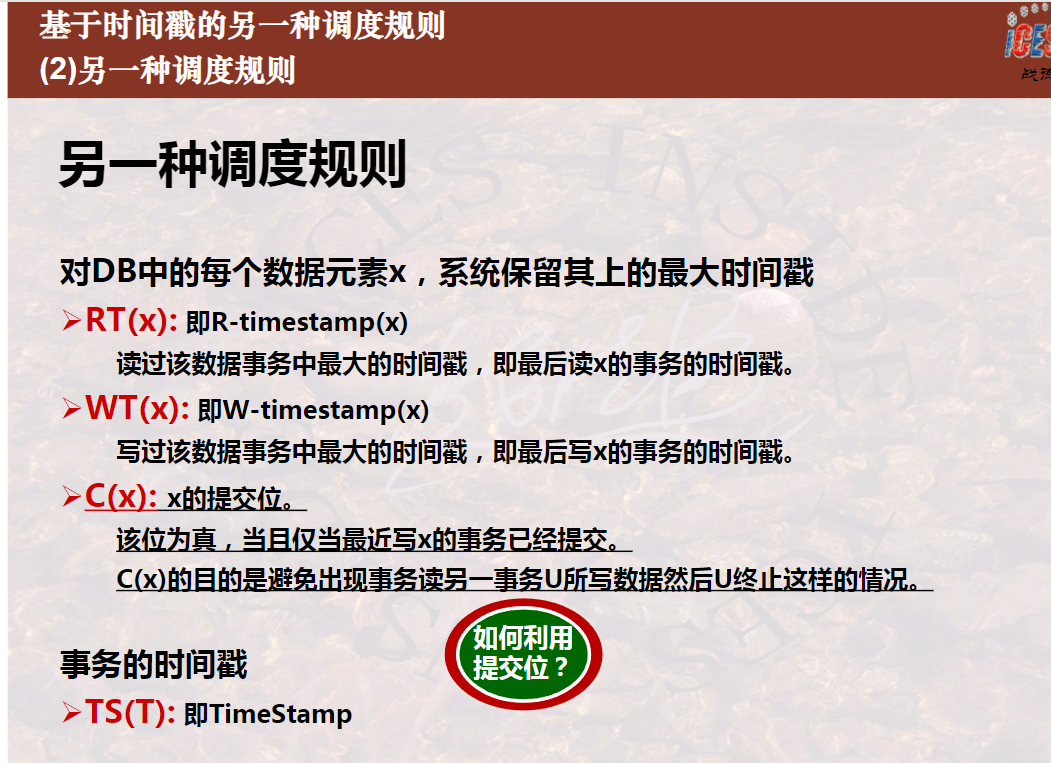 基于时间戳的另一种调度规则
(2)另一种调度规则
另一种调度规则
对DB中的每个数据元素x，系统保留其上的最大时间戳
➢RT(x): 即R-timestamp(x)
读过该数据事务中最大的时间戳，即最后读x的事务的时间戳。
➢WT(x): 即W-timestamp(x)
写过该数据事务中最大的时间戳，即最后写x的事务的时间戳。
➢C(x): x的提交位。
该位为真，当且仅当最近写x的事务已经提交。
C(x)的目的是避免出现事务读另一事务U所写数据然后U终止这样的情况。
如何利用
提交位？
事务的时间戳
➢TS(T): 即TimeStamp